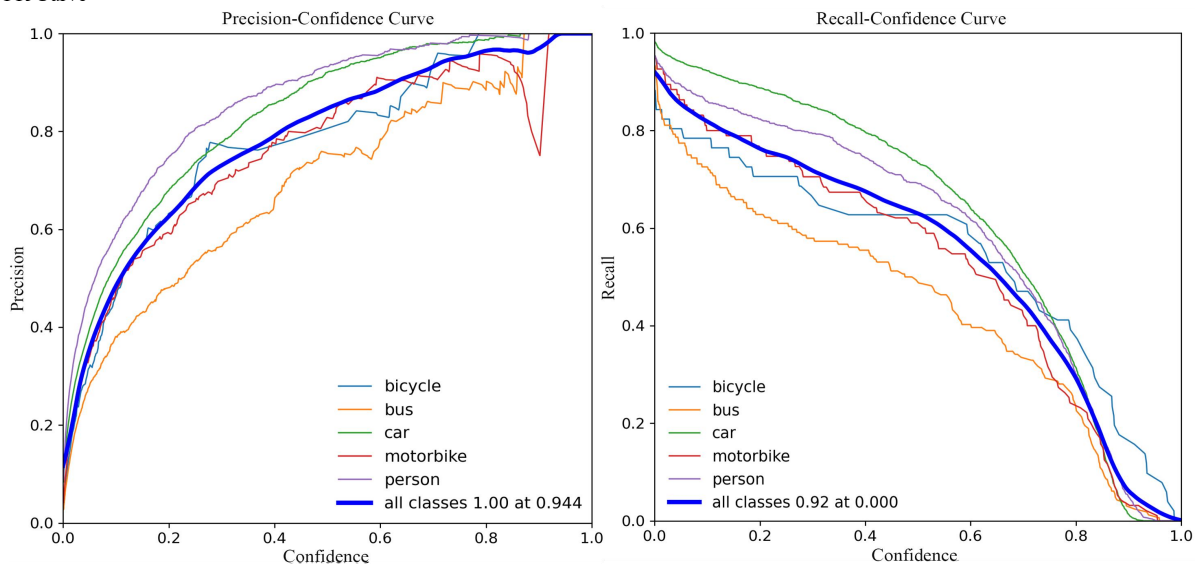 Precision-Confidence Curve
1.0
0.8
0.6
0.4
0.2
0.0
Precision
bicycle
bus
car
motorbike
person
all classes 1.00 at 0.944
0.0 0.2 0.4 0.6 0.8 1.0
Confidence
Recall-Confidence Curve
1.0
0.8
0.6
0.4
0.2
0.0
Recall
bicycle
bus
car
motorbike
person
all classes 0.92 at 0.000
0.0 0.2 0.4 0.6 0.8 1.0
Confidence